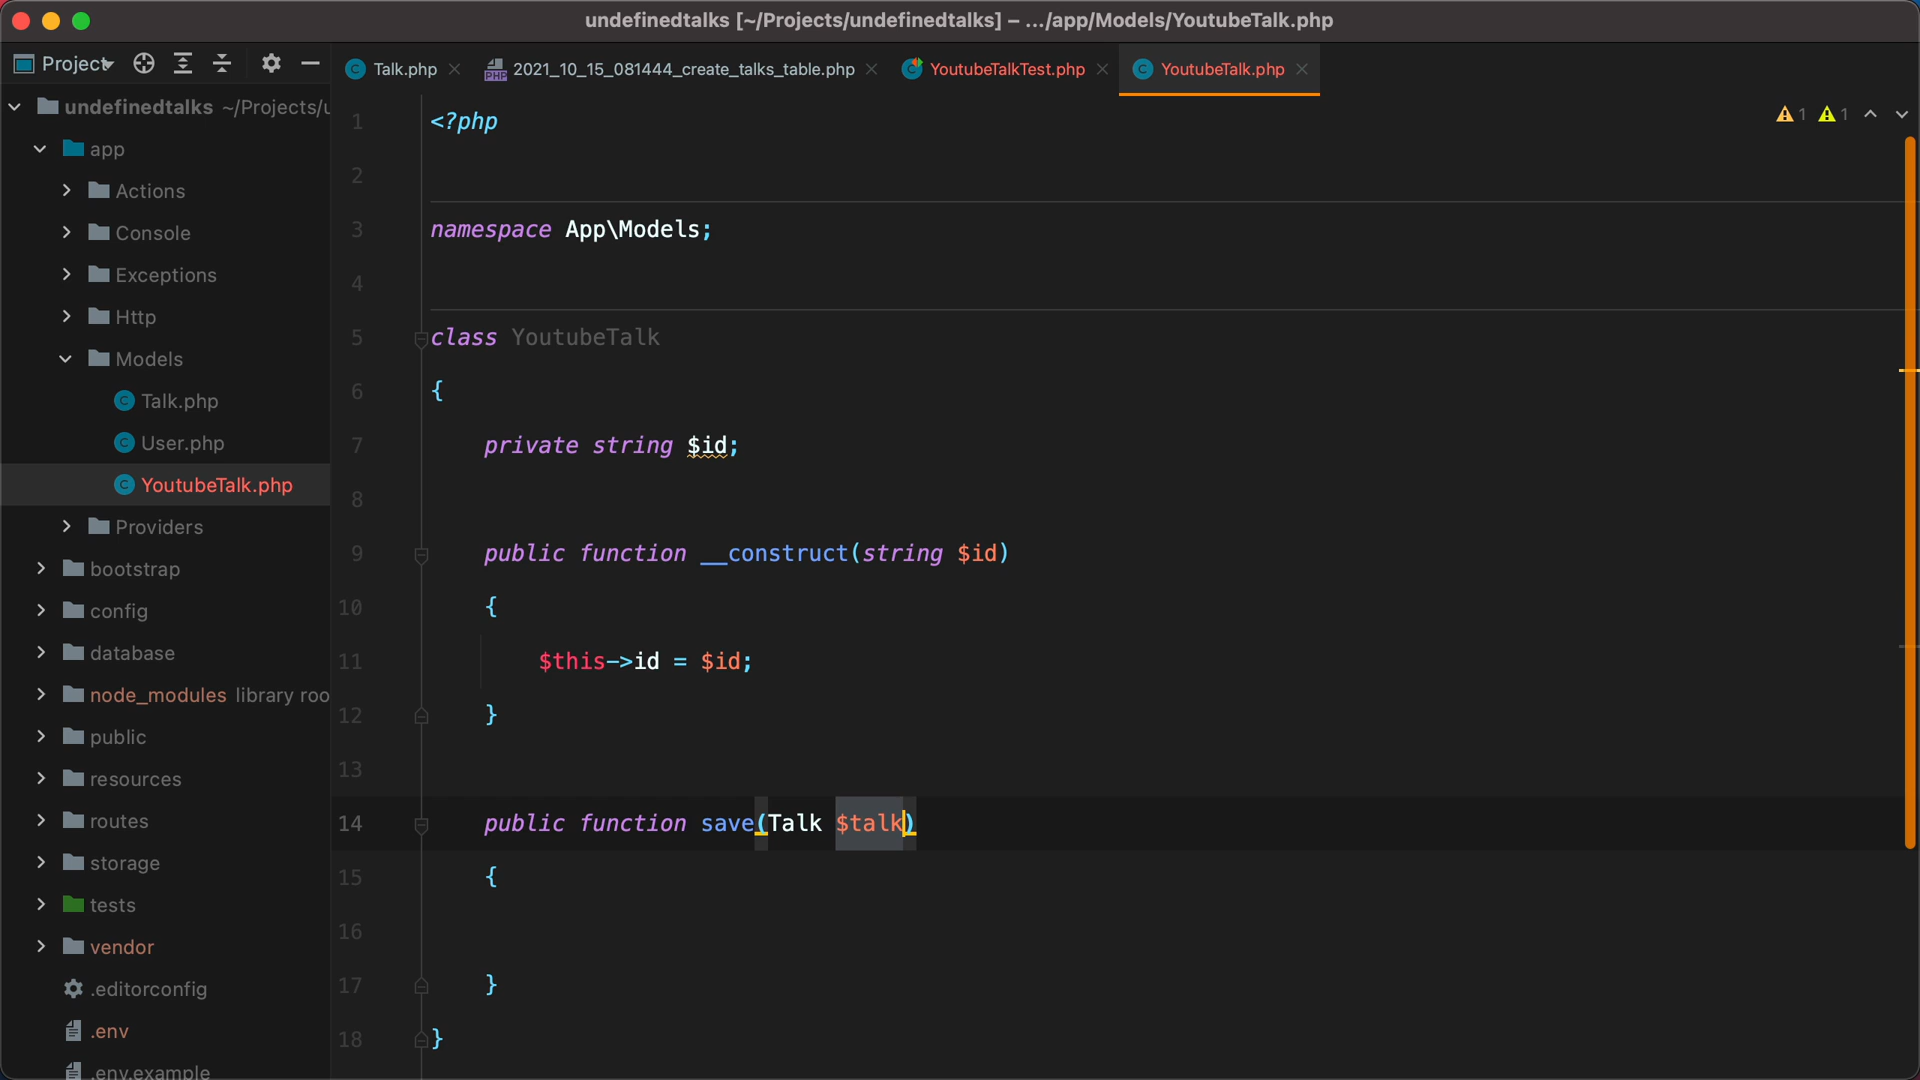 undefinedtalks [~/Projects/undefinedtalks] – .../app/Models/YoutubeTalk.php
Project
Talk.php
2021_10_15_081444_create_talks_table.php
YoutubeTalkTest.php
YoutubeTalk.php
undefinedtalks ~/Projects/u
app
Actions
Console
Exceptions
Http
Models
Talk.php
User.php
YoutubeTalk.php
Providers
bootstrap
config
database
node_modules library roo
public
resources
routes
storage
tests
vendor
.editorconfig
.env
.env.example
1 1
1 <?php
2
3 namespace App\Models;
4
5 class YoutubeTalk
6 {
7 private string $id;
8
9 public function __construct(string $id)
10 {
11 $this->id = $id;
12 }
13
14 public function save(Talk $talk)
15 {
16
17 }
18 }